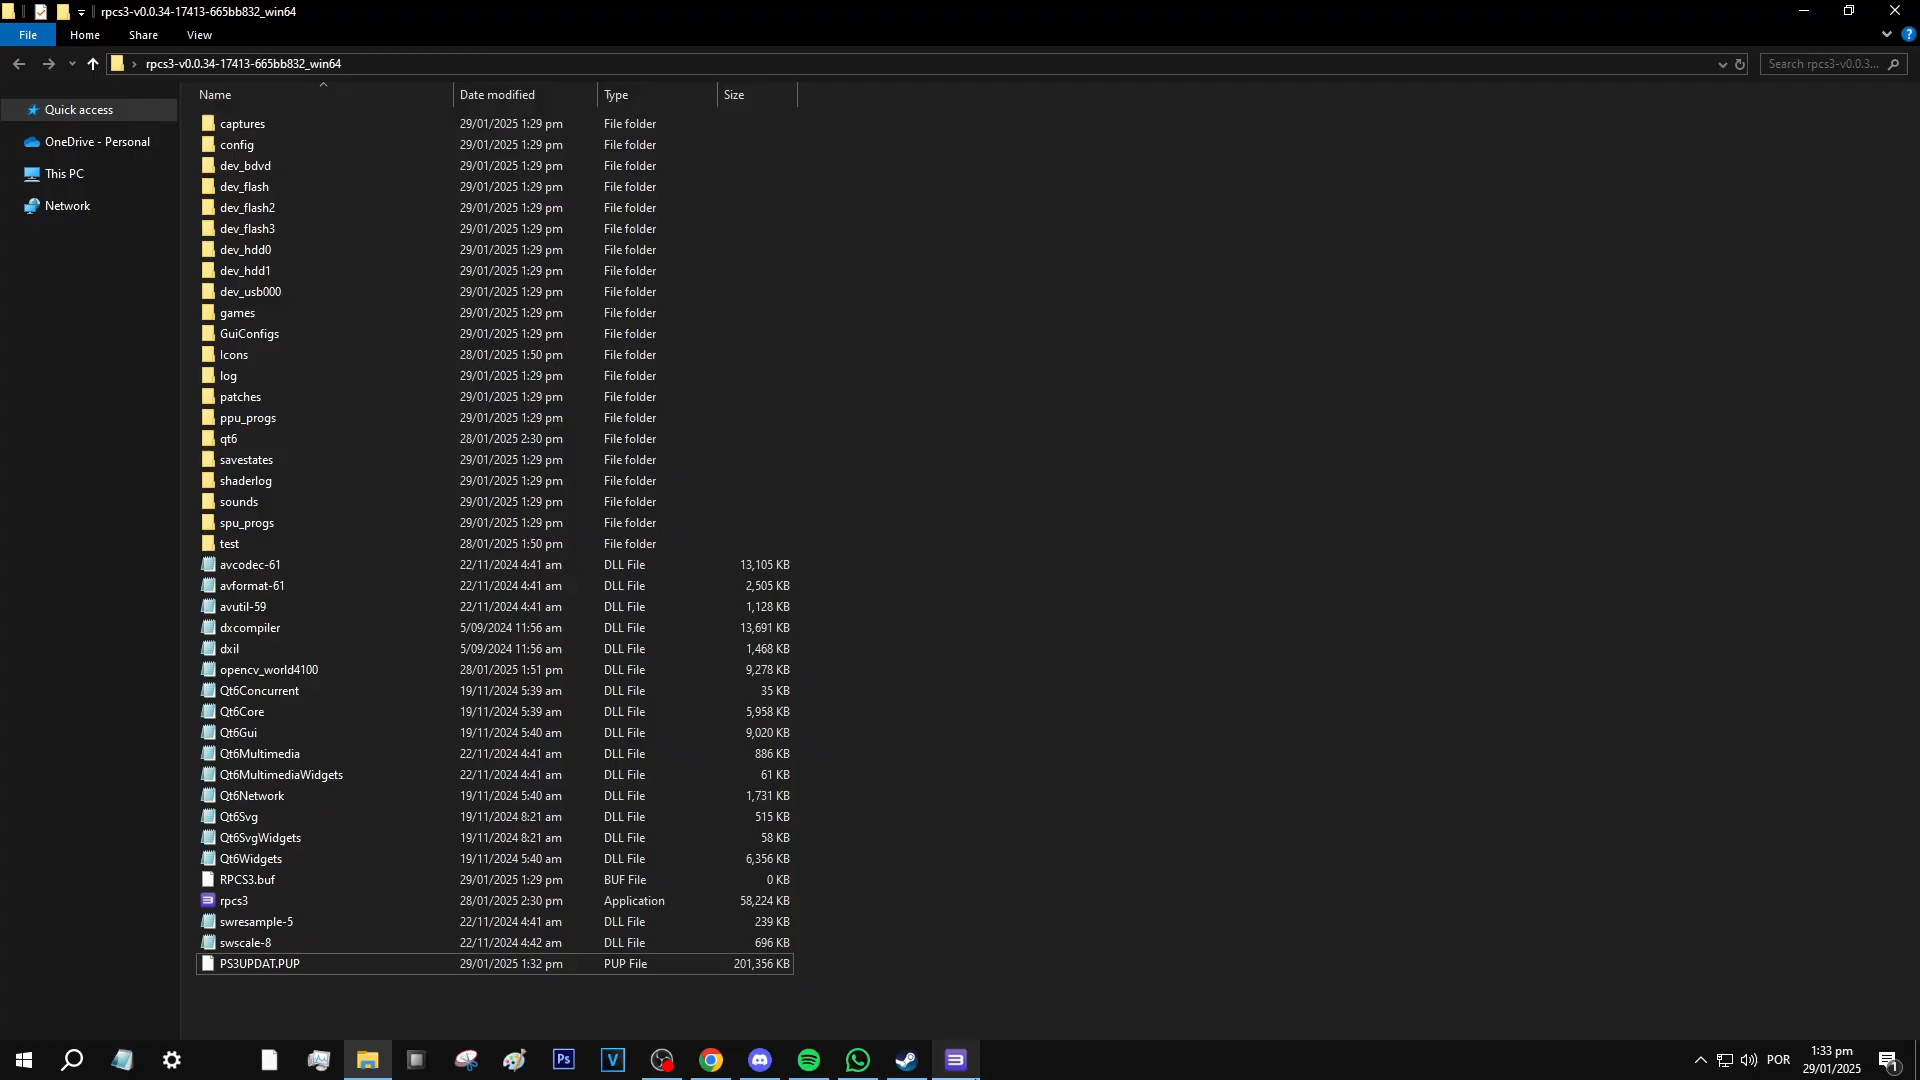 rpcs3-v0.0.34-17413-665bb832_win64
File Home Share View
rpcs3-v0.0.34-17413-665bb832_win64
Search rpcs3-v0.0.3...
Quick access
OneDrive - Personal
This PC
Network
Name Date modified Type Size
captures 29/01/2025 1:29 pm File folder
config 29/01/2025 1:29 pm File folder
dev_bdvd 29/01/2025 1:29 pm File folder
dev_flash 29/01/2025 1:29 pm File folder
dev_flash2 29/01/2025 1:29 pm File folder
dev_flash3 29/01/2025 1:29 pm File folder
dev_hdd0 29/01/2025 1:29 pm File folder
dev_hdd1 29/01/2025 1:29 pm File folder
dev_usb000 29/01/2025 1:29 pm File folder
games 29/01/2025 1:29 pm File folder
GuiConfigs 29/01/2025 1:29 pm File folder
Icons 28/01/2025 1:50 pm File folder
log 29/01/2025 1:29 pm File folder
patches 29/01/2025 1:29 pm File folder
ppu_progs 29/01/2025 1:29 pm File folder
qt6 28/01/2025 2:30 pm File folder
savestates 29/01/2025 1:29 pm File folder
shaderlog 29/01/2025 1:29 pm File folder
sounds 29/01/2025 1:29 pm File folder
spu_progs 29/01/2025 1:29 pm File folder
test 28/01/2025 1:50 pm File folder
avcodec-61 22/11/2024 4:41 am DLL File 13,105 KB
avformat-61 22/11/2024 4:41 am DLL File 2,505 KB
avutil-59 22/11/2024 4:41 am DLL File 1,128 KB
dxcompiler 5/09/2024 11:56 am DLL File 13,691 KB
dxil 5/09/2024 11:56 am DLL File 1,468 KB
opencv_world4100 28/01/2025 1:51 pm DLL File 9,278 KB
Qt6Concurrent 19/11/2024 5:39 am DLL File 35 KB
Qt6Core 19/11/2024 5:39 am DLL File 5,958 KB
Qt6Gui 19/11/2024 5:40 am DLL File 9,020 KB
Qt6Multimedia 22/11/2024 4:41 am DLL File 886 KB
Qt6MultimediaWidgets 22/11/2024 4:41 am DLL File 61 KB
Qt6Network 19/11/2024 5:40 am DLL File 1,731 KB
Qt6Svg 19/11/2024 8:21 am DLL File 515 KB
Qt6SvgWidgets 19/11/2024 8:21 am DLL File 58 KB
Qt6Widgets 19/11/2024 5:40 am DLL File 6,356 KB
RPCS3.buf 29/01/2025 1:29 pm BUF File 0 KB
rpcs3 28/01/2025 2:30 pm Application 58,224 KB
swresample-5 22/11/2024 4:41 am DLL File 239 KB
swscale-8 22/11/2024 4:42 am DLL File 696 KB
PS3UPDAT.PUP 29/01/2025 1:32 pm PUP File 201,356 KB
Ps V POR 1:33 pm
29/01/2025 1